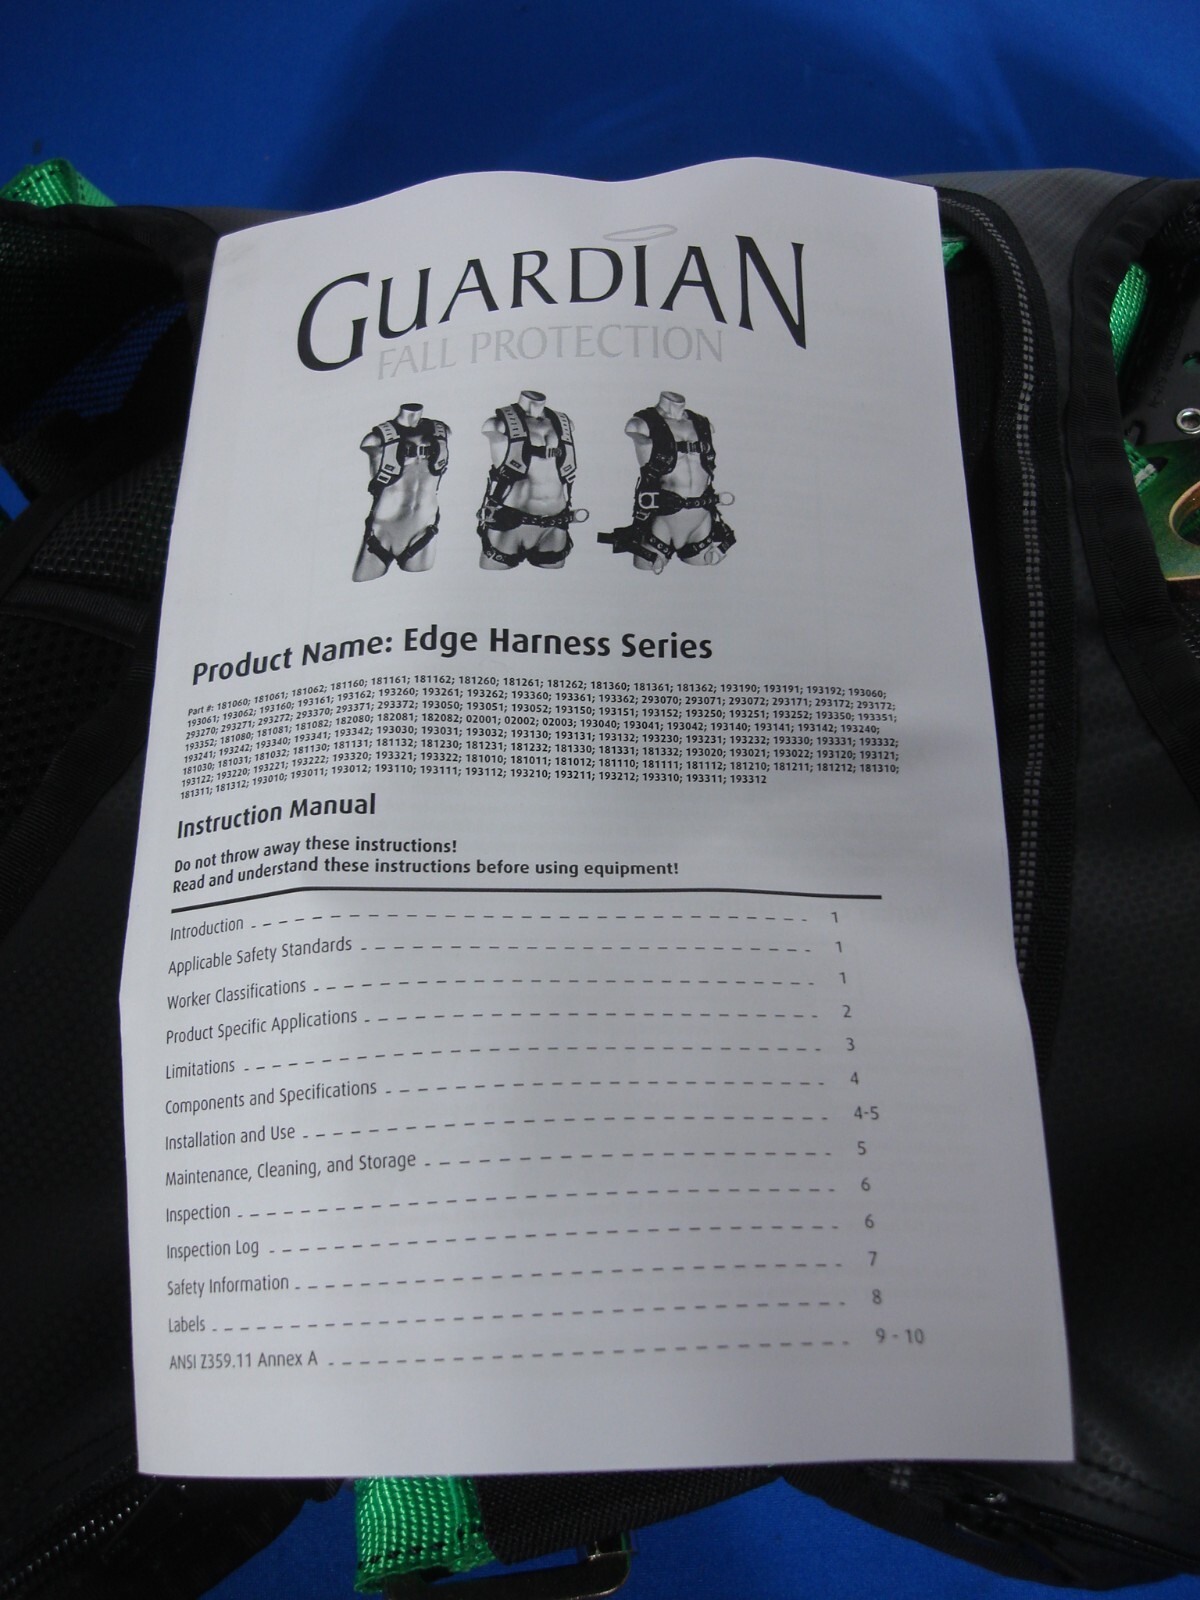 GUARDIAN
FALL PROTECTION
Product Name: Edge Harness Series
Part #: 181060; 181061; 181062; 181160; 181161; 181162; 181260; 181261; 181262; 181360; 181361; 181362; 193190; 193191; 193192; 193060;
193061; 193062; 193160; 193161; 193162; 193260; 193261; 193262; 193360; 193361; 193362; 293070; 293071; 293072; 293171; 293172; 293172;
293270; 293271; 293272; 293370; 293371; 293372; 193050; 193051; 193052; 193150; 193151; 193152; 193250; 193251; 193252; 193350; 193351;
193352; 181080; 181081; 181082; 182080; 182081; 182082; 02001; 02002; 02003; 193040; 193041; 193042; 193140; 193141; 193142; 193240;
193241; 193242; 193340; 193341; 193342; 193030; 193031; 193032; 193130; 193131; 193132; 193230; 193231; 193232; 193330; 193331; 193332;
181030; 181031; 181032; 181130; 181131; 181132; 181230; 181231; 181232; 181330; 181331; 181332; 193020; 193021; 193022; 193120; 193121;
193122; 193220; 193221; 193222; 193320; 193321; 193322; 181010; 181011; 181012; 181110; 181111; 181112; 181210; 181211; 181212; 181310;
181311; 181312; 193010; 193011; 193012; 193110; 193111; 193112; 193210; 193211; 193212; 193310; 193311; 193312
Instruction Manual
Do not throw away these instructions!
Read and understand these instructions before using equipment!
Introduction 1
Applicable Safety Standards 1
Worker Classifications 1
Product Specific Applications 2
Limitations 3
Components and Specifications 4
Installation and Use 4-5
Maintenance, Cleaning, and Storage 5
Inspection 6
Inspection Log 6
Safety Information 7
Labels 8
ANSI Z359.11 Annex A 9 - 10